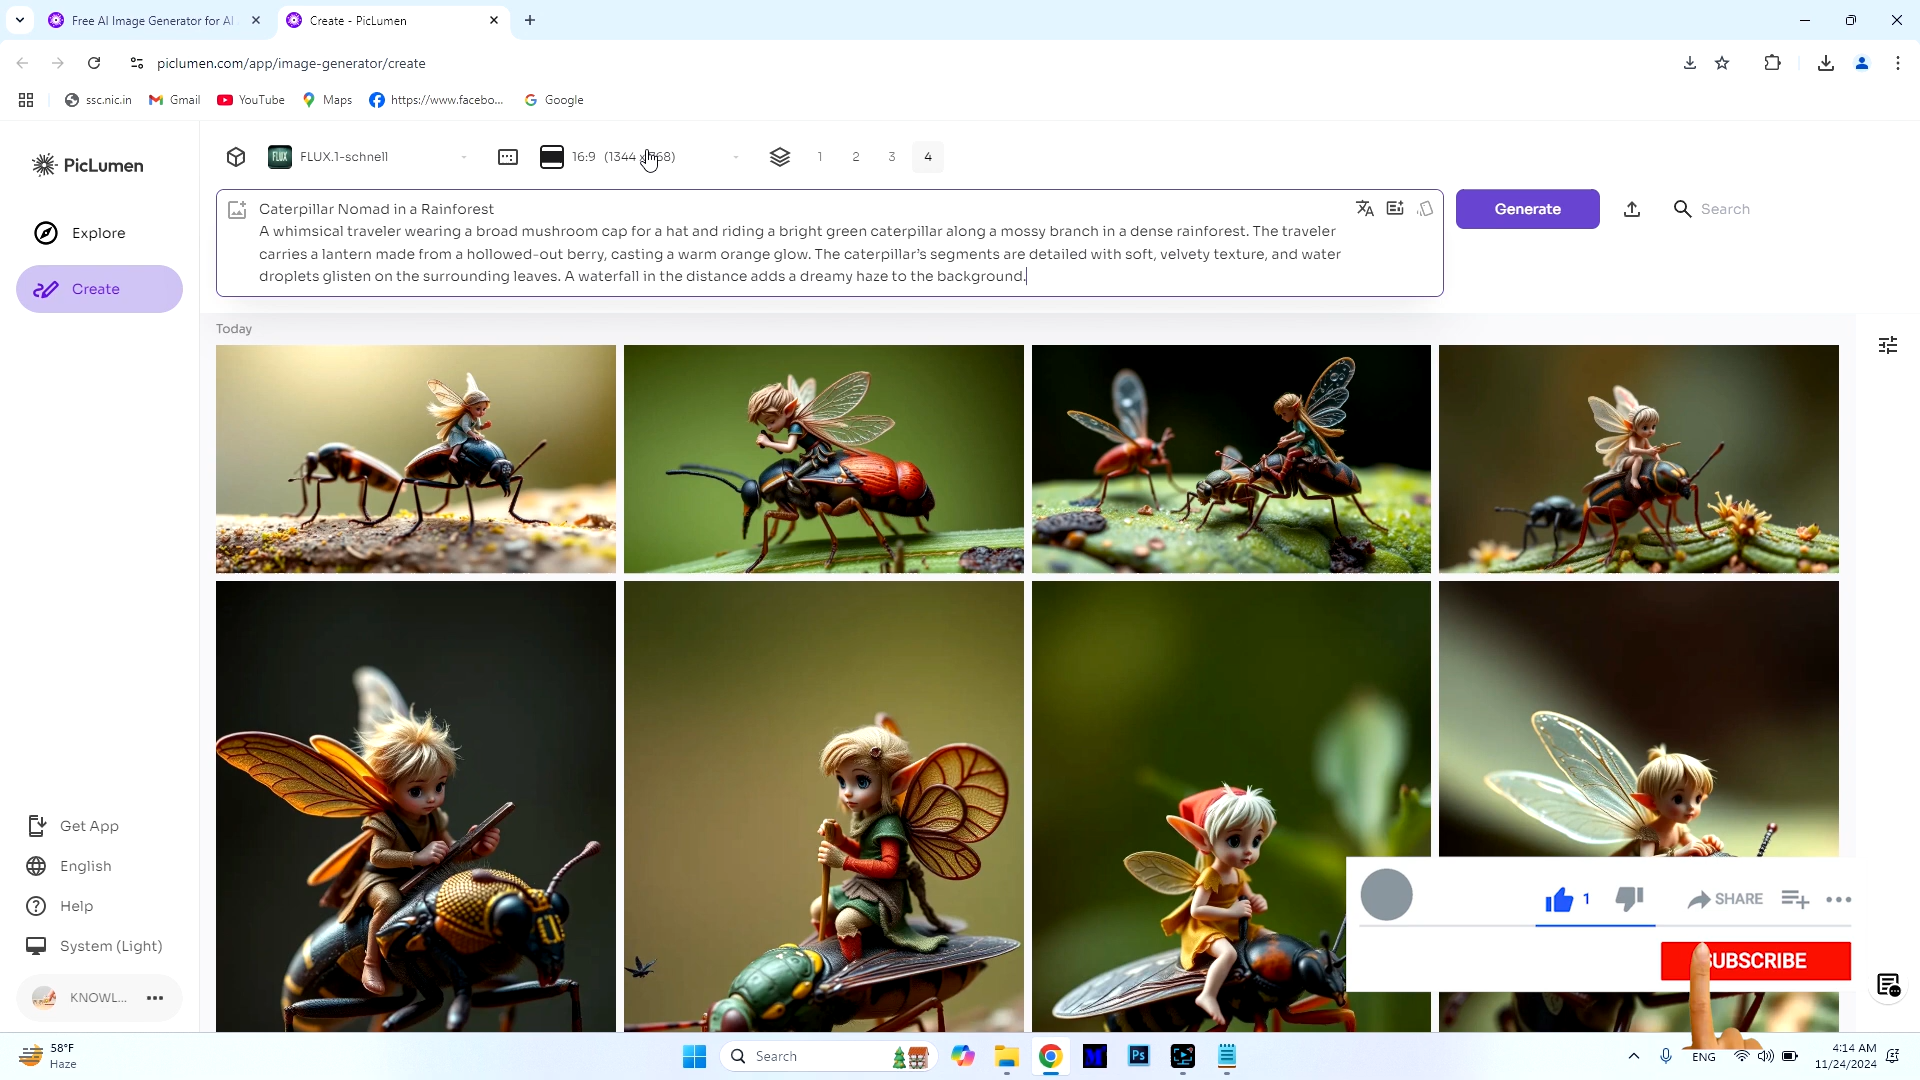 Free AI Image Generator for AI
Create - PicLumen
piclumen.com/app/image-generator/create
ssc.nic.in
Gmail
YouTube
Maps
https://www.facebo...
Google
PicLumen
FLUX
FLUX.1-schnell
16:9 (1344 x 768)
1
2
3
4
Caterpillar Nomad in a Rainforest
A whimsical traveler wearing a broad mushroom cap for a hat and riding a bright green caterpillar along a mossy branch in a dense rainforest. The traveler
carries a lantern made from a hollowed-out berry, casting a warm orange glow. The caterpillar's segments are detailed with soft, velvety texture, and water
droplets glisten on the surrounding leaves. A waterfall in the distance adds a dreamy haze to the background.
Generate
Search
Explore
Create
Today
Get App
English
Help
System (Light)
KNOWL...
1
SHARE
SUBSCRIBE
58°F
Haze
Search
Ps
ENG
4:14 AM
11/24/2024